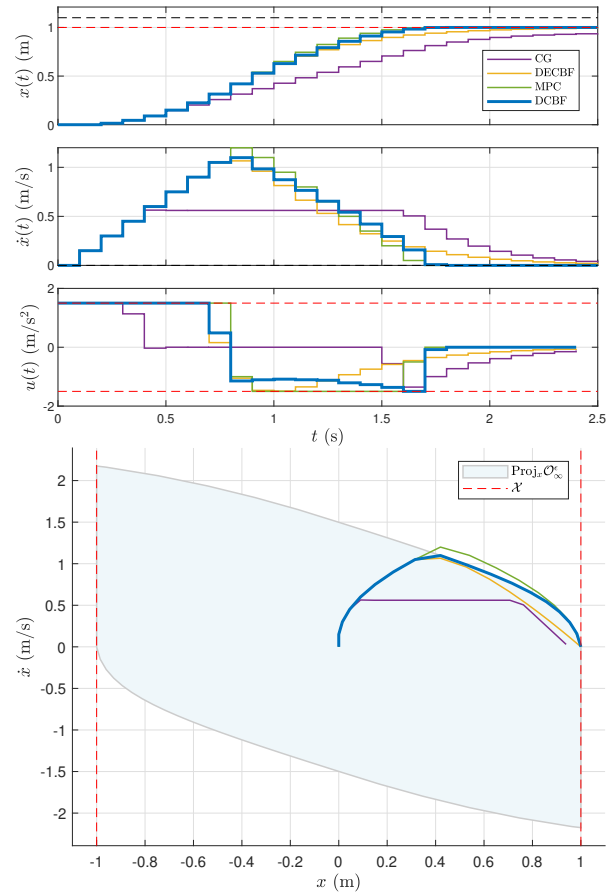 x(t) (m)
1
0.5
0
CG
DECBF
MPC
DCBF
ẋ(t) (m/s)
1
0.5
0
u(t) (m/s²)
2
0
-2
0 0.5 1 1.5 2 2.5
t (s)
ẋ (m/s)
2
1.5
1
0.5
0
-0.5
-1
-1.5
-2
Projₓ𝒪^ϵ_∞
𝒳
-1 -0.8 -0.6 -0.4 -0.2 0 0.2 0.4 0.6 0.8 1
x (m)